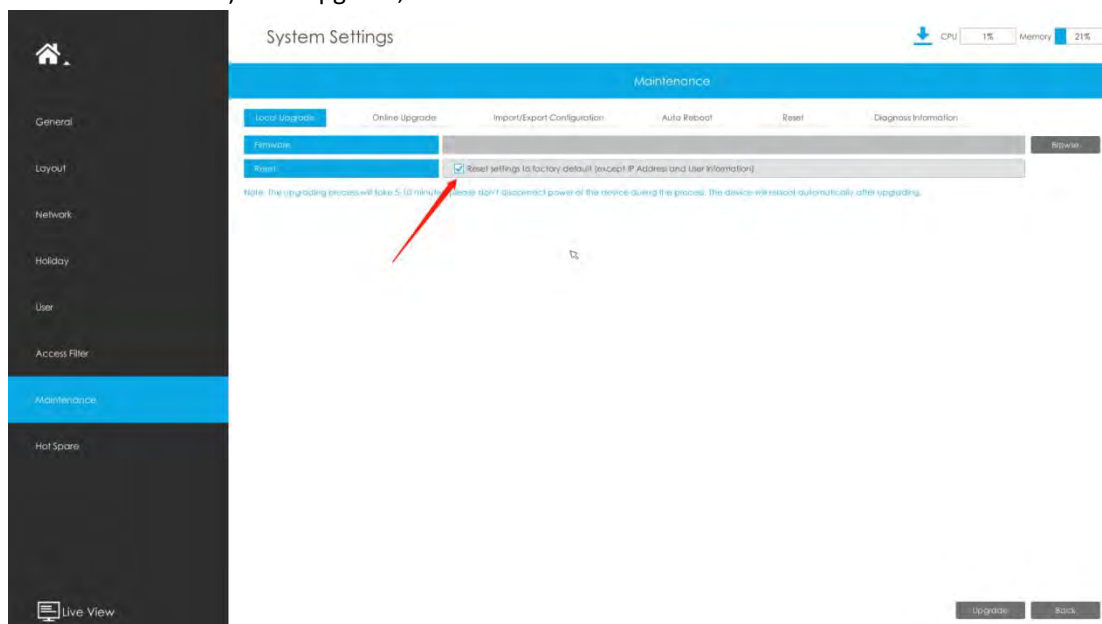 System Settings
CPU 1% Memory 21%
Maintenance
General
Layout
Network
Holiday
User
Access Filter
Maintenance
Hot Spare
Live View
Local Upgrade Online Upgrade Import/Export Configuration Auto Reboot Reset Diagnosis Information
Firmware Browse
Reset Reset settings to factory default (except IP Address and User Information)
Note: The upgrading process will take 5-10 minutes, please don't disconnect power of the device during the process. The device will reboot automatically after upgrading.
Upgrade Back